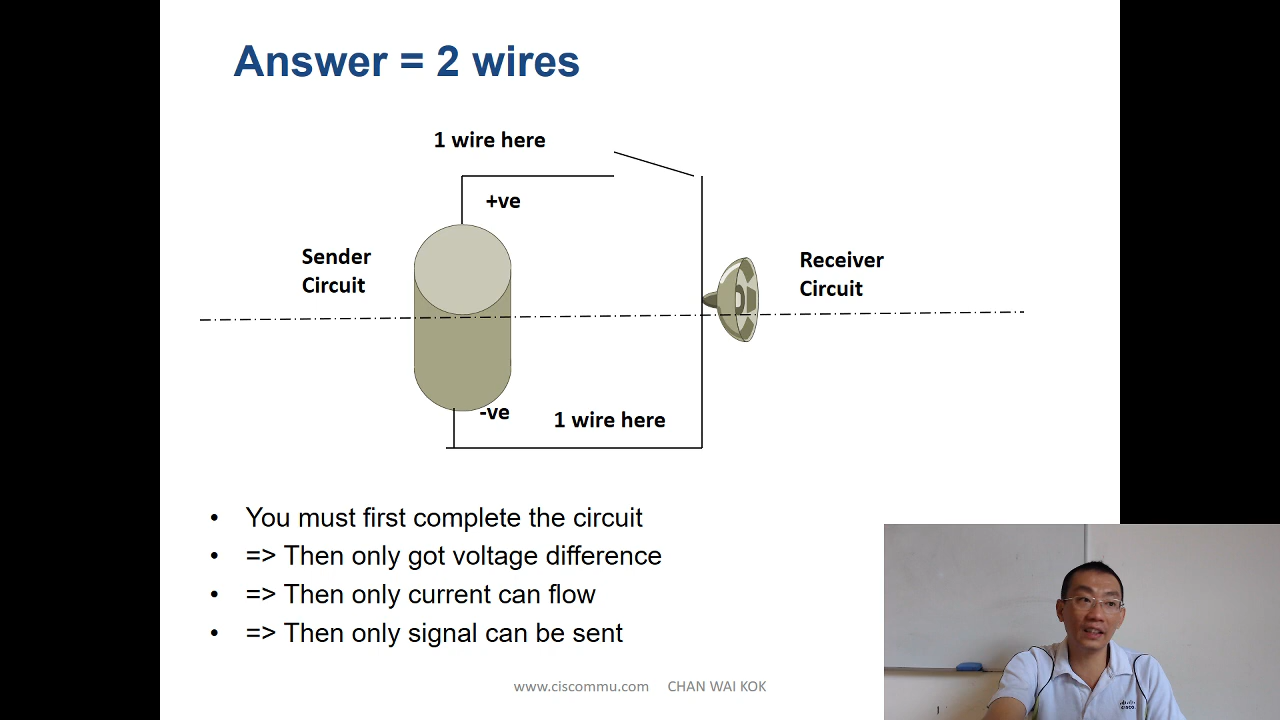 Answer = 2 wires
1 wire here
+ve
Sender
Circuit
Receiver
Circuit
-ve
1 wire here
• You must first complete the circuit
• => Then only got voltage difference
• => Then only current can flow
• => Then only signal can be sent
www.ciscommu.com CHAN WAI KOK
CISCO